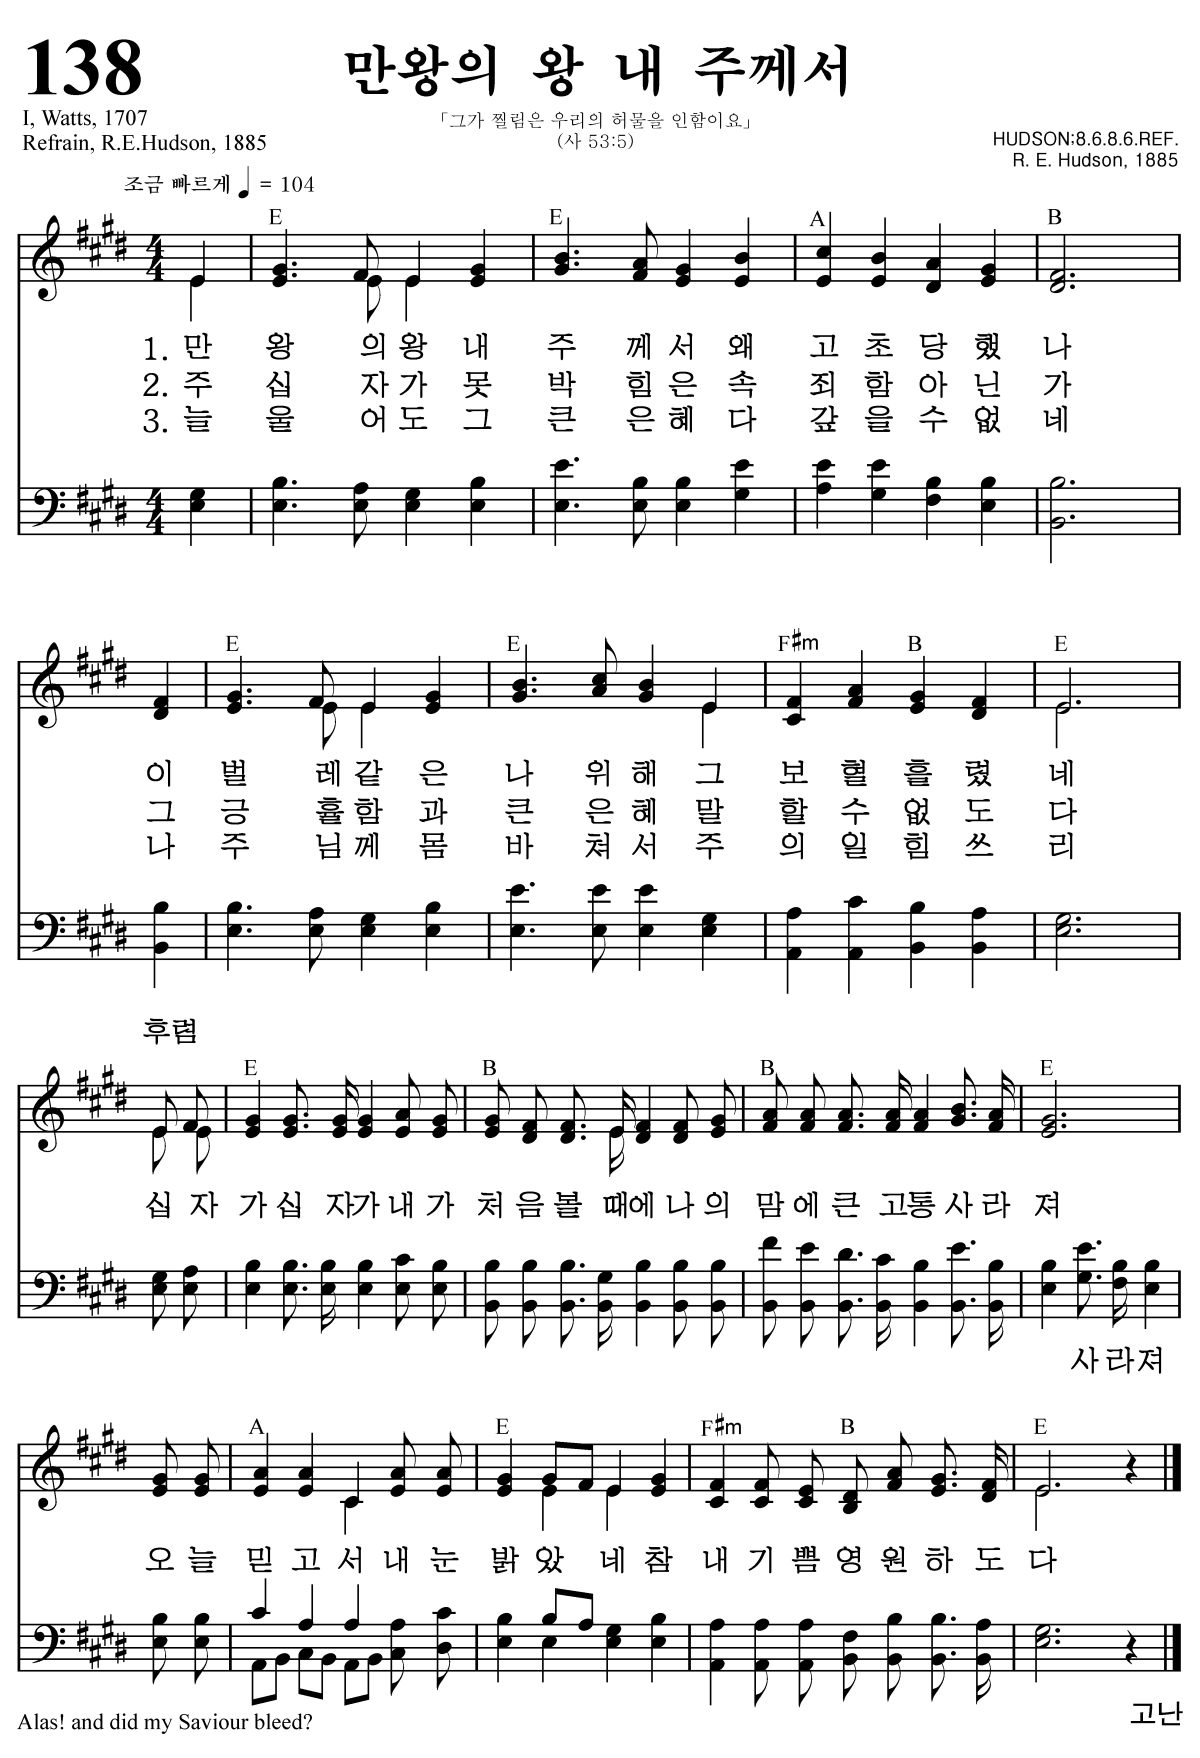 138
만왕의 왕 내 주께서
I, Watts, 1707
「그가 찔림은 우리의 허물을 인함이요」
Refrain, R.E.Hudson, 1885
(사 53:5)
HUDSON;8.6.8.6.REF.
R. E. Hudson, 1885
조금 빠르게 ♩ = 104
E E A B
1. 만 왕 의 왕 내 주 께 서 왜 고 초 당 했 나
2. 주 십 자 가 못 박 힘 은 속 죄 함 아 닌 가
3. 늘 울 어 도 그 큰 은 혜 다 갚 을 수 없 네
E E F#m B E
이 벌 레 같 은 나 위 해 그 보 혈 흘 렸 네
그 긍 휼 함 과 큰 은 혜 말 할 수 없 도 다
나 주 님 께 몸 바 쳐 서 주 의 일 힘 쓰 리
후렴
E B B E
십 자 가 십 자 가 내 가 처 음 볼 때 에 나 의 맘 에 큰 고 통 사 라 져
사 라 져
A E F#m B E
오 늘 믿 고 서 내 눈 밝 았 네 참 내 기 쁨 영 원 하 도 다
Alas! and did my Saviour bleed?
고난